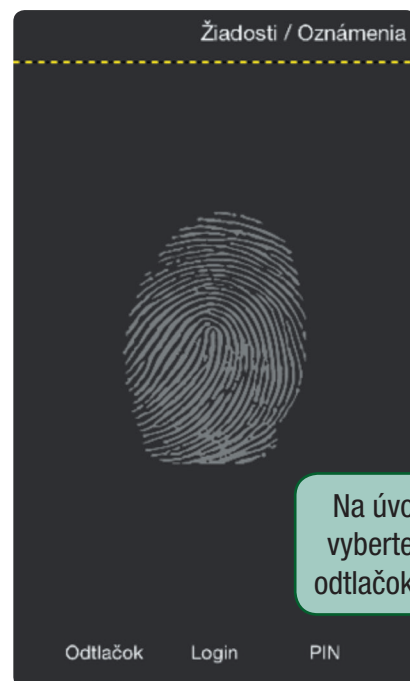 Žiadosti / Oznámenia
Na úvo
vyberte
odtlačok
Odtlačok Login PIN